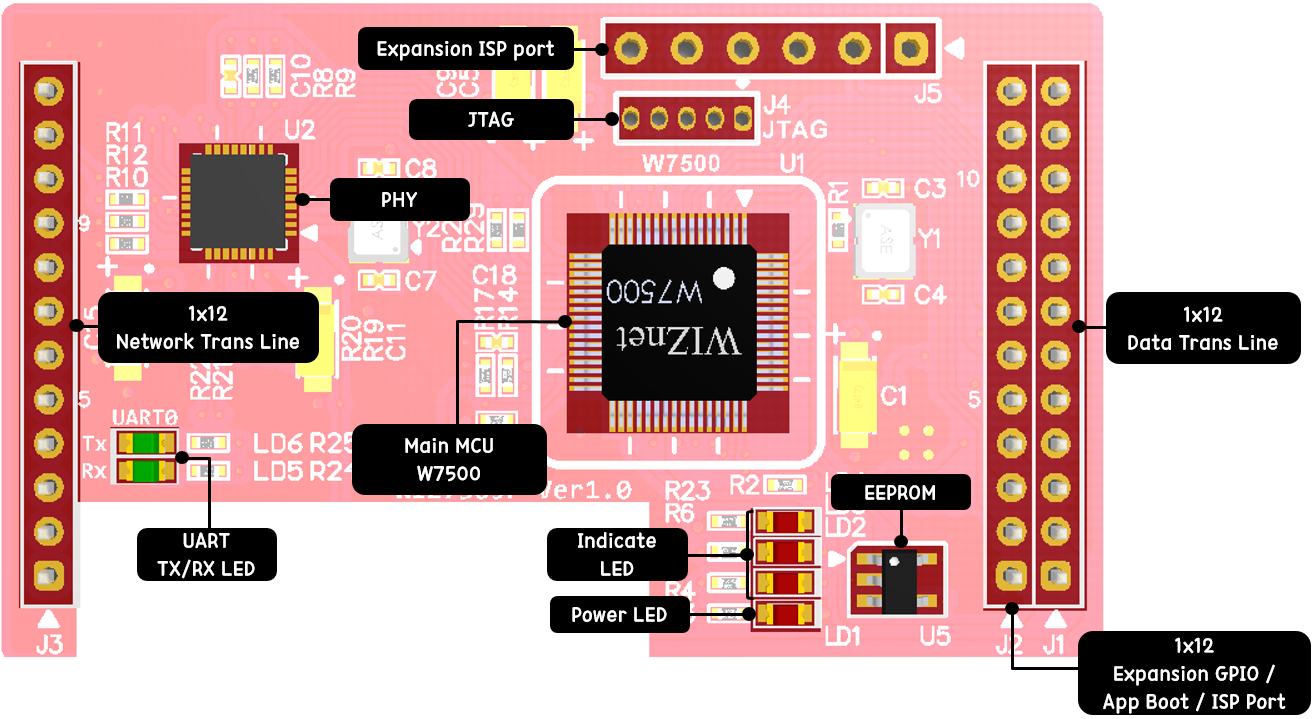 Expansion ISP port
J5
C10
R8
R9
JTAG
J4
JTAG
R11
R12
R10
U2
W7500
U1
C8
PHY
10
R1
C3
9
Y1
ASE
C7
C4
C18
R17
R14
W7500
WIZnet
1x12
Network Trans Line
R20
R19
C11
1x12
Data Trans Line
5
C1
5
UART0
Tx
LD6 R25
Rx
LD5 R24
Main MCU
W7500
Ver1.0
R23
R2
R6
EEPROM
LD2
UART
TX/RX LED
Indicate
LED
R4
Power LED
LD1
U5
J3
J2
J1
1x12
Expansion GPIO /
App Boot / ISP Port